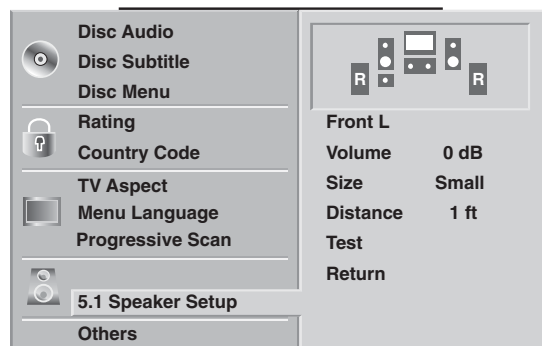 Disc Audio
Disc Subtitle
Disc Menu
Rating
Country Code
TV Aspect
Menu Language
Progressive Scan
5.1 Speaker Setup
Others
R R
Front L
Volume 0 dB
Size Small
Distance 1 ft
Test
Return